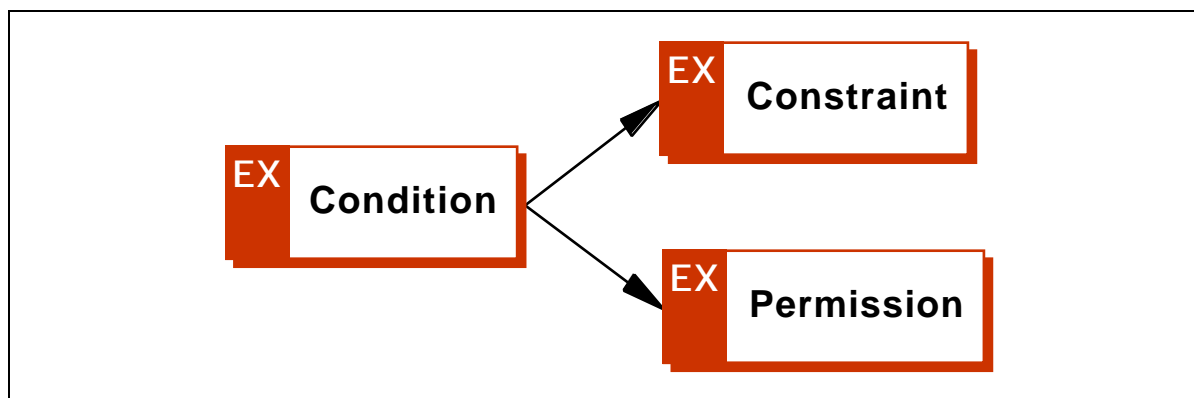 EX
Constraint
EX
Condition
EX
Permission